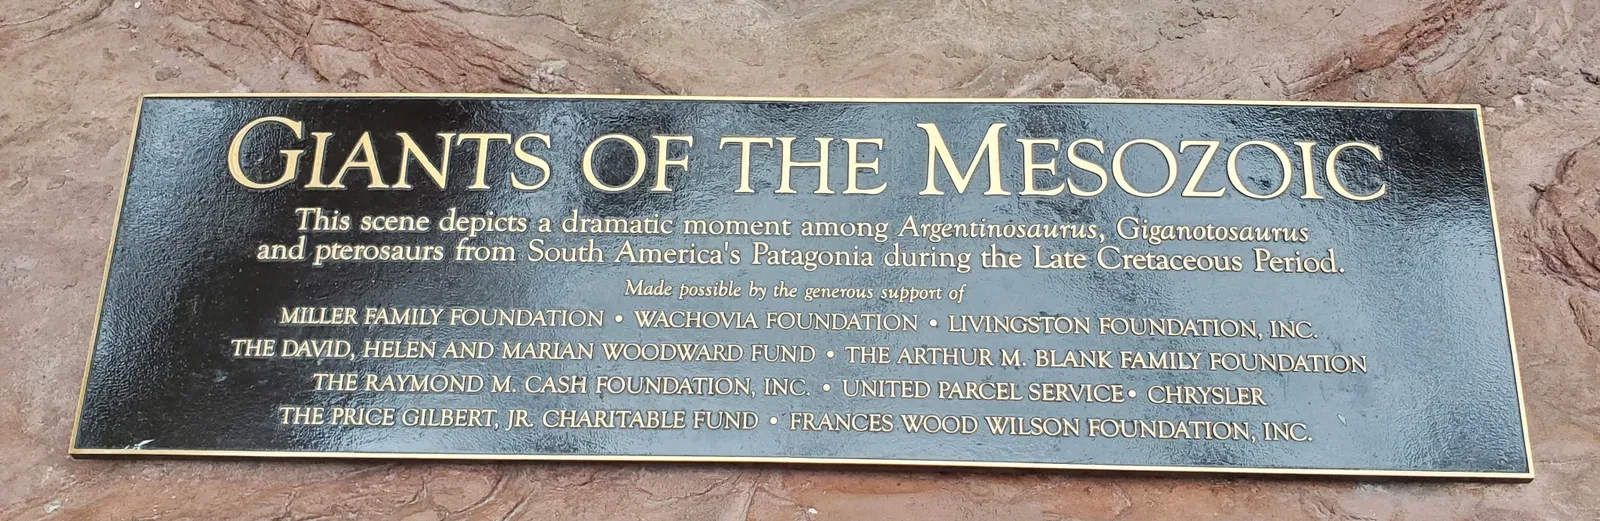 GIANTS OF THE MESOZOIC
This scene depicts a dramatic moment among Argentinosaurus, Giganotosaurus
and pterosaurs from South America's Patagonia during the Late Cretaceous Period.
Made possible by the generous support of
MILLER FAMILY FOUNDATION • WACHOVIA FOUNDATION • LIVINGSTON FOUNDATION, INC.
THE DAVID, HELEN AND MARIAN WOODWARD FUND • THE ARTHUR M. BLANK FAMILY FOUNDATION
THE RAYMOND M. CASH FOUNDATION, INC. • UNITED PARCEL SERVICE • CHRYSLER
THE PRICE GILBERT, JR. CHARITABLE FUND • FRANCES WOOD WILSON FOUNDATION, INC.